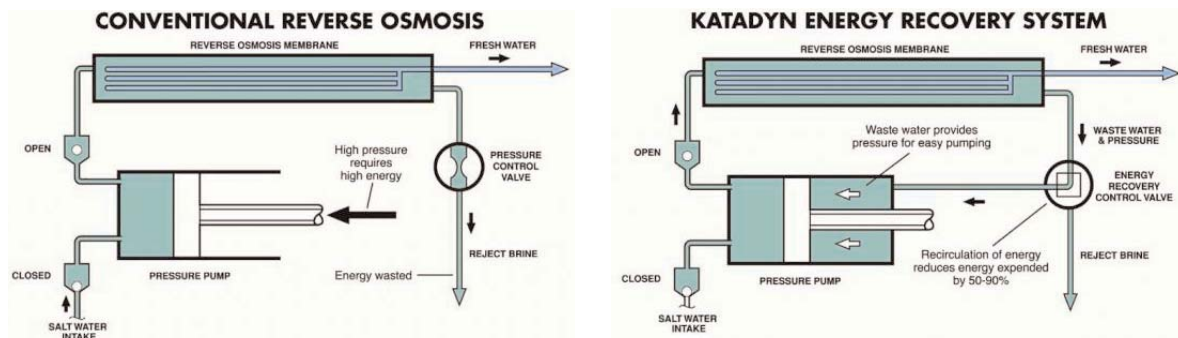 CONVENTIONAL REVERSE OSMOSIS
REVERSE OSMOSIS MEMBRANE
FRESH WATER
OPEN
High pressure
requires
high energy
PRESSURE
CONTROL
VALVE
CLOSED
PRESSURE PUMP
Energy wasted
REJECT BRINE
SALT WATER
INTAKE
KATADYN ENERGY RECOVERY SYSTEM
REVERSE OSMOSIS MEMBRANE
FRESH WATER
OPEN
Waste water provides
pressure for easy pumping
WASTE WATER
& PRESSURE
ENERGY
RECOVERY
CONTROL VALVE
CLOSED
PRESSURE PUMP
Recirculation of energy
reduces energy expended
by 50-90%
REJECT BRINE
SALT WATER
INTAKE